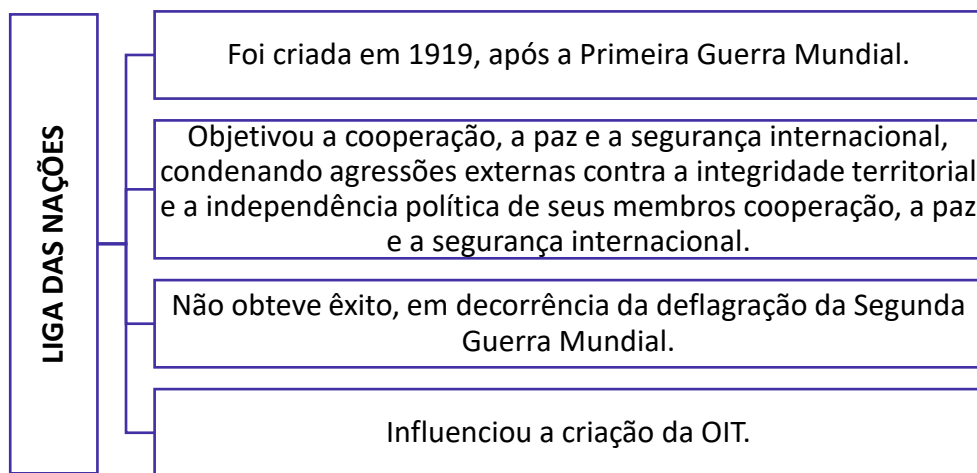 LIGA DAS NAÇÕES
Foi criada em 1919, após a Primeira Guerra Mundial.
Objetivou a cooperação, a paz e a segurança internacional,
condenando agressões externas contra a integridade territorial
e a independência política de seus membros cooperação, a paz
e a segurança internacional.
Não obteve êxito, em decorrência da deflagração da Segunda
Guerra Mundial.
Influenciou a criação da OIT.